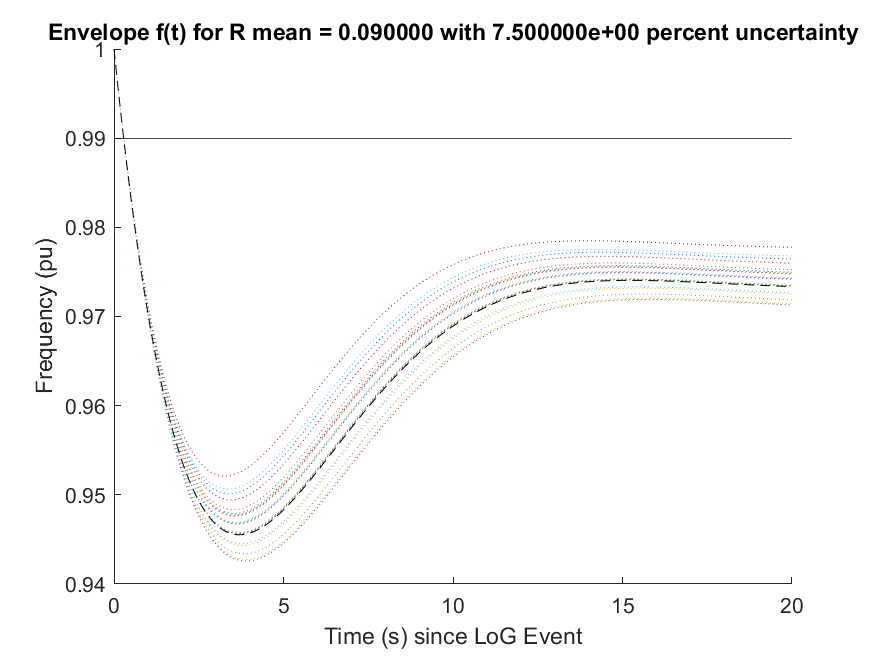 Envelope f(t) for R mean = 0.090000 with 7.500000e+00 percent uncertainty
1
0.99
0.98
0.97
0.96
0.95
0.94
Frequency (pu)
0 5 10 15 20
Time (s) since LoG Event